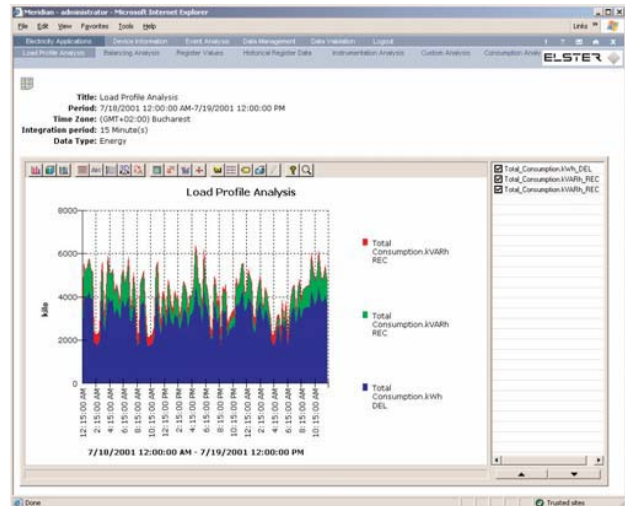 Meridian - administrator - Microsoft Internet Explorer
File Edit View Favorites Tools Help
Links »
Electricity Applications Device Information Event Analysis Data Management Data Validation Logout
Load Profile Analysis Balancing Analysis Register Values Historical Register Data Instrumentation Analysis Custom Analysis Consumption
ELSTER
Title: Load Profile Analysis
Period: 7/18/2001 12:00:00 AM-7/19/2001 12:00:00 PM
Time Zone: (GMT+02:00) Bucharest
Integration period: 15 Minute(s)
Data Type: Energy
Load Profile Analysis
8000
6000
4000
2000
0
kilo
12:15:00 AM
2:15:00 AM
4:15:00 AM
6:15:00 AM
8:15:00 AM
10:15:00 AM
12:15:00 PM
2:15:00 PM
4:15:00 PM
6:15:00 PM
8:15:00 PM
10:15:00 PM
12:15:00 AM
2:15:00 AM
4:15:00 AM
6:15:00 AM
8:15:00 AM
10:15:00 AM
7/18/2001 12:00:00 AM - 7/19/2001 12:00:00 PM
Total
Consumption.kVARh
REC
Total
Consumption.kVARh
REC
Total
Consumption.kWh
DEL
Total_Consumption.kWh_DEL
Total_Consumption.kVARh_REC
Total_Consumption.kVARh_REC
Done
Trusted sites